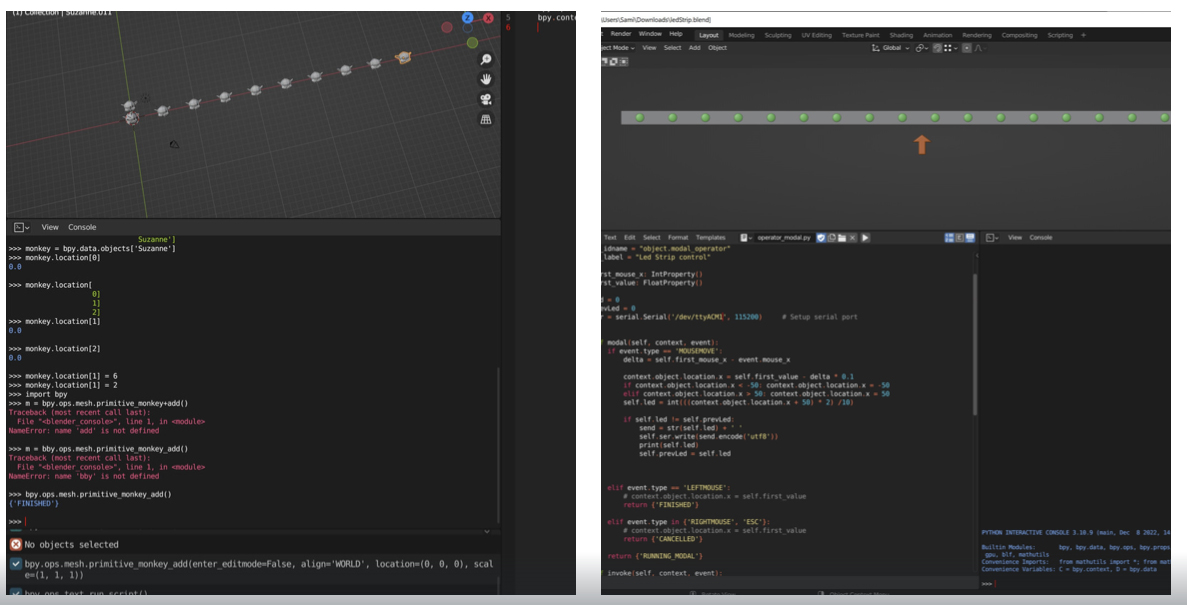 (1) Collection | Suzanne.011
Z
X
5
bpy.conte
6
View Console
Suzanne']
>>> monkey = bpy.data.objects['Suzanne']
>>> monkey.location[0]
0.0
>>> monkey.location[
0]
1]
2]
>>> monkey.location[1]
0.0
>>> monkey.location[2]
0.0
>>> monkey.location[1] = 6
>>> monkey.location[1] = 2
>>> import bpy
>>> m = bpy.ops.mesh.primitive_monkey+add()
Traceback (most recent call last):
File "<blender_console>", line 1, in <module>
NameError: name 'add' is not defined
>>> m = bby.ops.mesh.primitive_monkey_add()
Traceback (most recent call last):
File "<blender_console>", line 1, in <module>
NameError: name 'bby' is not defined
>>> bpy.ops.mesh.primitive_monkey_add()
{'FINISHED'}
>>>
No objects selected
bpy.ops.mesh.primitive_monkey_add(enter_editmode=False, align='WORLD', location=(0, 0, 0), scal
e=(1, 1, 1))
bpy.ops.text.run_script()
\Users\Sami\Downloads\ledStrip.blend]
t Render Window Help Layout Modeling Sculpting UV Editing Texture Paint Shading Animation Rendering Compositing Scripting +
ject Mode View Select Add Object Global
Text Edit Select Format Templates operator_modal.py View Console
_idname = "object.modal_operator"
_label = "Led Strip control"
rst_mouse_x: IntProperty()
rst_value: FloatProperty()
d = 0
evLed = 0
r = serial.Serial('/dev/ttyACM1', 115200) # Setup serial port
f modal(self, context, event):
if event.type == 'MOUSEMOVE':
delta = self.first_mouse_x - event.mouse_x
context.object.location.x = self.first_value - delta * 0.1
if context.object.location.x < -50: context.object.location.x = -50
elif context.object.location.x > 50: context.object.location.x = 50
self.led = int(((context.object.location.x + 50) * 2) /10)
if self.led != self.prevLed:
send = str(self.led) + ' '
self.ser.write(send.encode('utf8'))
print(self.led)
self.prevLed = self.led
elif event.type == 'LEFTMOUSE':
# context.object.location.x = self.first_value
return {'FINISHED'}
elif event.type in {'RIGHTMOUSE', 'ESC'}:
# context.object.location.x = self.first_value
return {'CANCELLED'}
return {'RUNNING_MODAL'}
f invoke(self, context, event):
PYTHON INTERACTIVE CONSOLE 3.10.9 (main, Dec 8 2022, 14
Builtin Modules: bpy, bpy.data, bpy.ops, bpy.props
gpu, blf, mathutils
Convenience Imports: from mathutils import *; from mat
Convenience Variables: C = bpy.context, D = bpy.data
>>>
Rotate View Object Context Menu